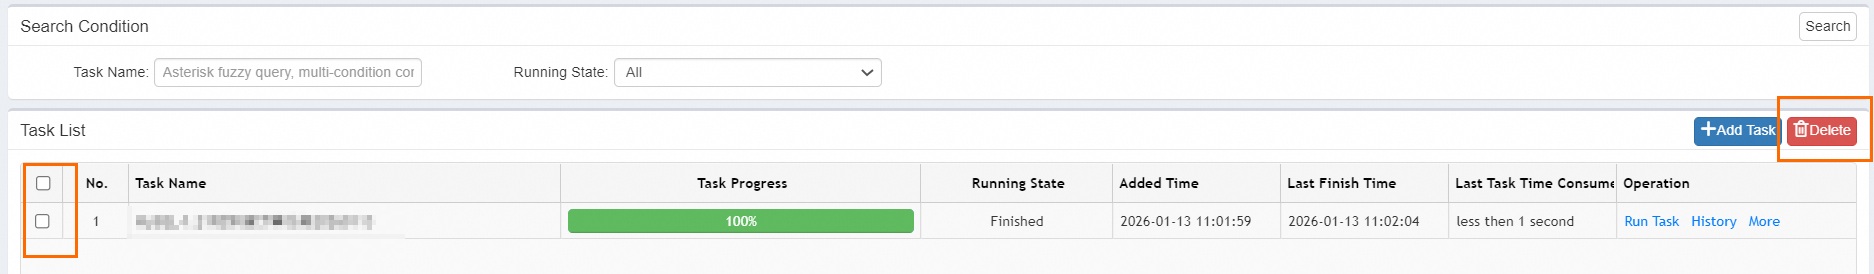 Search Condition
Search
Task Name: Asterisk fuzzy query, multi-condition cor
Running State: All
Task List
Add Task
Delete
No. Task Name Task Progress Running State Added Time Last Finish Time Last Task Time Consume Operation
1 100% Finished 2026-01-13 11:01:59 2026-01-13 11:02:04 less then 1 second Run Task History More